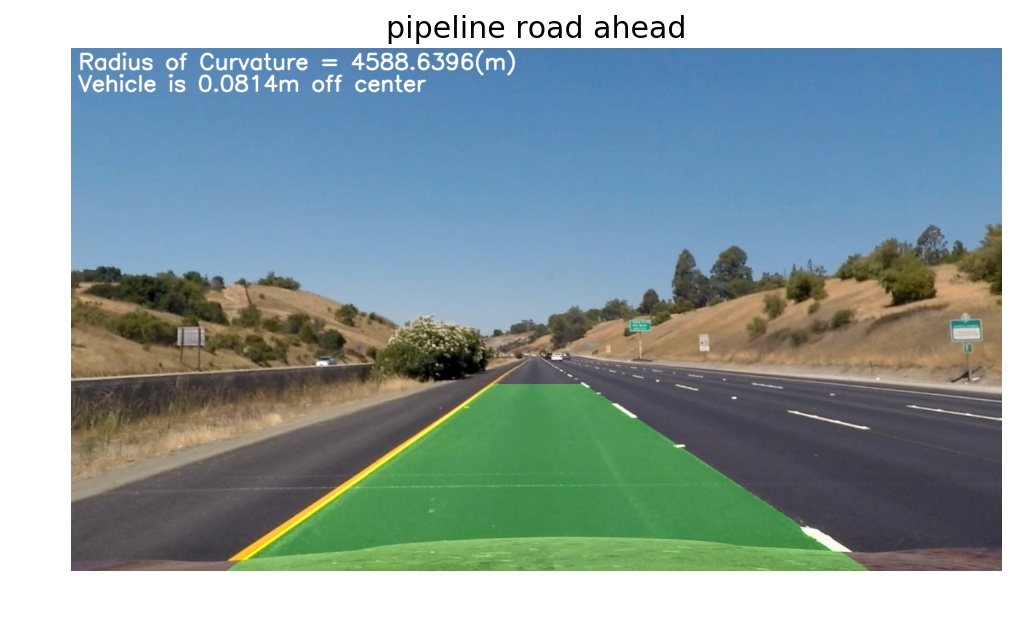 pipeline road ahead
Radius of Curvature = 4588.6396(m)
Vehicle is 0.0814m off center